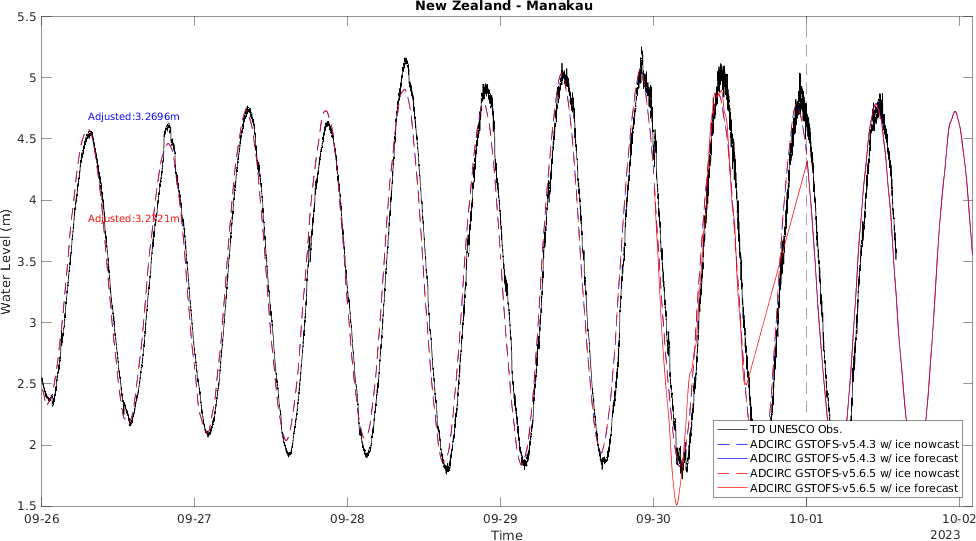 New Zealand - Manakau
5.5
5
4.5
4
3.5
3
2.5
2
1.5
Water Level (m)
Adjusted:3.2696m
Adjusted:3.2721m
TD UNESCO Obs.
ADCIRC GSTOFS-v5.4.3 w/ ice nowcast
ADCIRC GSTOFS-v5.4.3 w/ ice forecast
ADCIRC GSTOFS-v5.6.5 w/ ice nowcast
ADCIRC GSTOFS-v5.6.5 w/ ice forecast
09-26 09-27 09-28 09-29 09-30 10-01 10-02
Time 2023